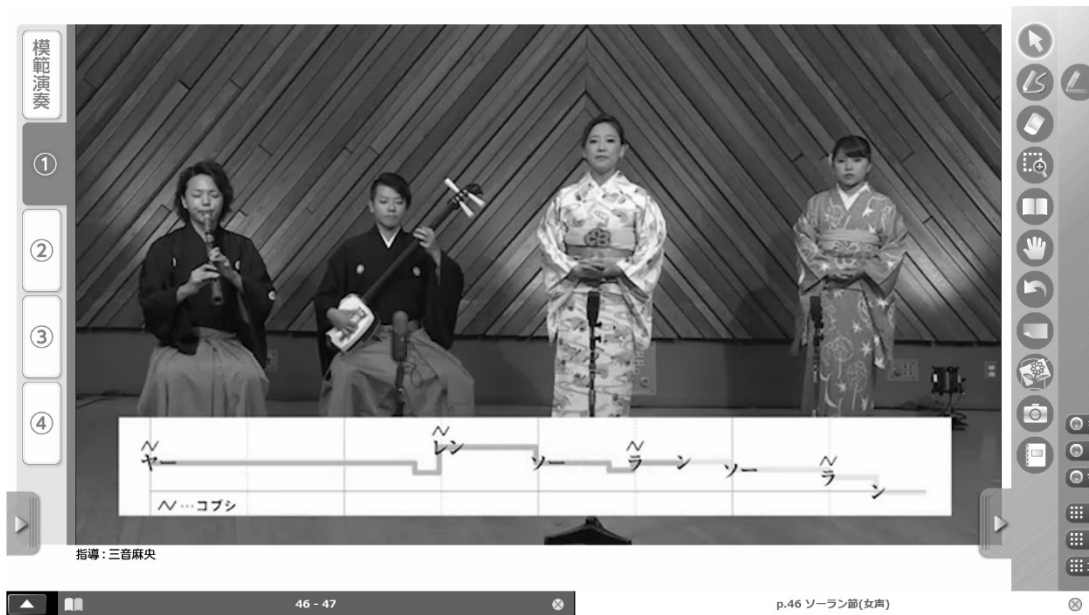 模範演奏
①
②
③
④
ヤー
レン
ソー
ラ
ン
ソー
ラ
ン
〽…コブシ
指導:三音麻央
46 - 47
p.46 ソーラン節(女声)